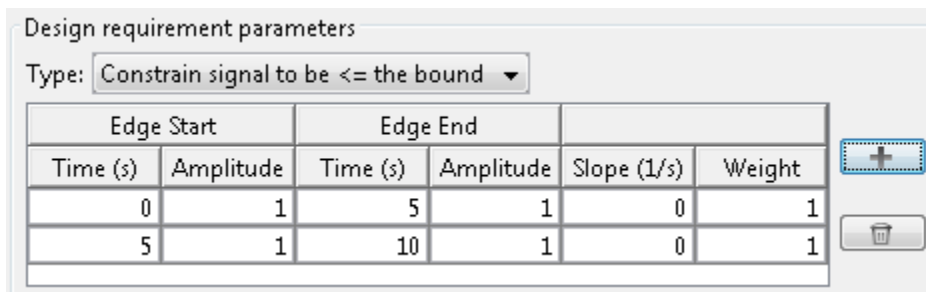 Design requirement parameters
Type: Constrain signal to be <= the bound
Edge Start Edge End
Time (s) Amplitude Time (s) Amplitude Slope (1/s) Weight
0 1 5 1 0 1
5 1 10 1 0 1